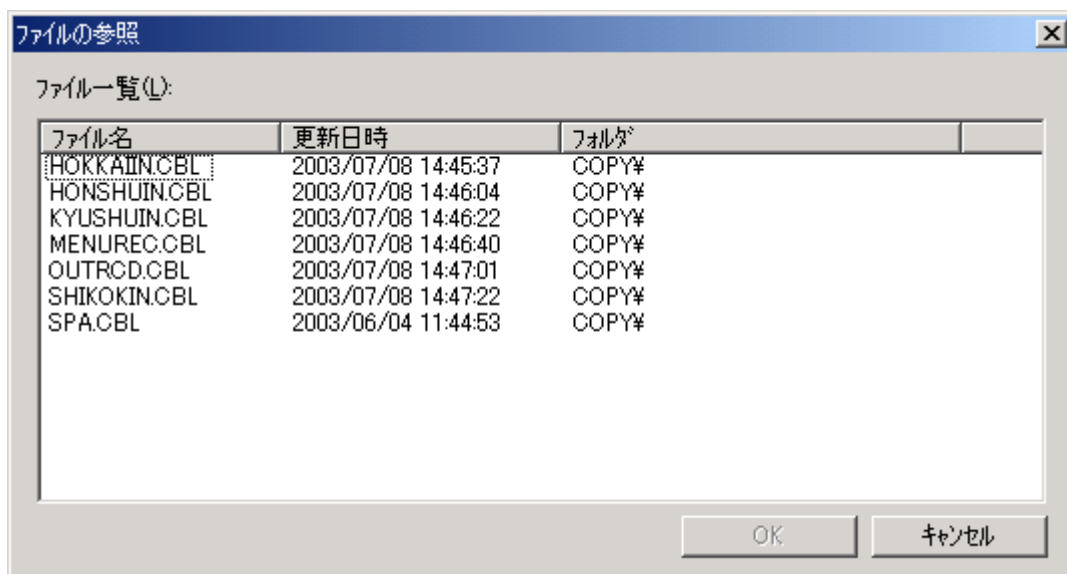 ファイルの参照
ファイル一覧(L):
ファイル名 更新日時 フォルダ
HOKKAIIN.CBL 2003/07/08 14:45:37 COPY¥
HONSHUIN.CBL 2003/07/08 14:46:04 COPY¥
KYUSHUIN.CBL 2003/07/08 14:46:22 COPY¥
MENUREC.CBL 2003/07/08 14:46:40 COPY¥
OUTRCD.CBL 2003/07/08 14:47:01 COPY¥
SHIKOKIN.CBL 2003/07/08 14:47:22 COPY¥
SPA.CBL 2003/06/04 11:44:53 COPY¥
OK キャンセル